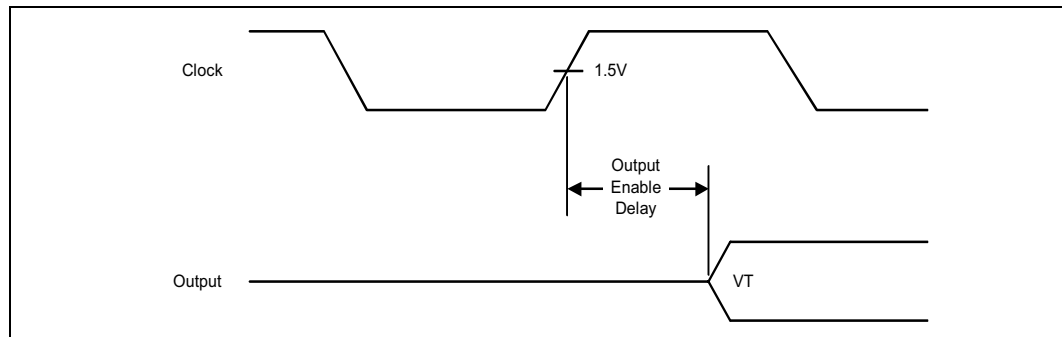 Clock
1.5V
Output
Enable
Delay
Output
VT